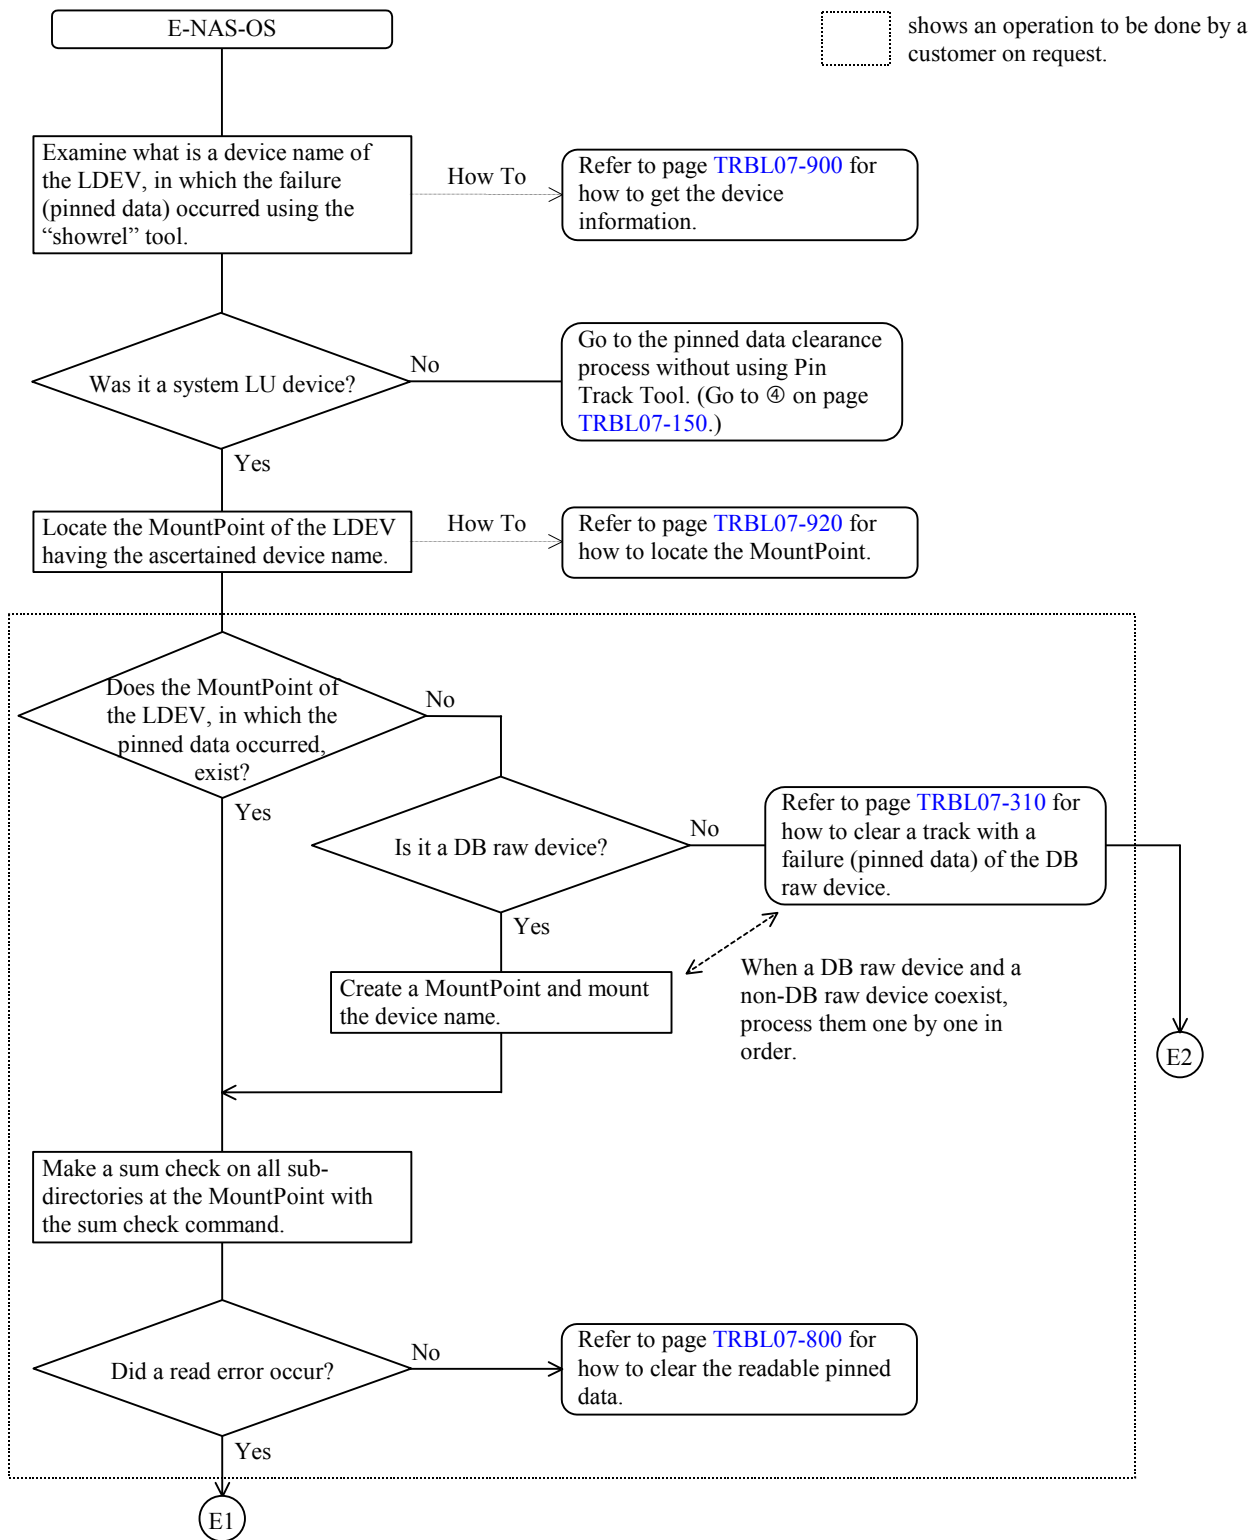 E-NAS-OS
shows an operation to be done by a
customer on request.
Examine what is a device name of
the LDEV, in which the failure
(pinned data) occurred using the
“showrel” tool.
How To
Refer to page TRBL07-900 for
how to get the device
information.
Was it a system LU device?
No
Go to the pinned data clearance
process without using Pin
Track Tool. (Go to ④ on page
TRBL07-150.)
Yes
Locate the MountPoint of the LDEV
having the ascertained device name.
How To
Refer to page TRBL07-920 for
how to locate the MountPoint.
Does the MountPoint of
the LDEV, in which the
pinned data occurred,
exist?
No
Yes
Is it a DB raw device?
No
Refer to page TRBL07-310 for
how to clear a track with a
failure (pinned data) of the DB
raw device.
Yes
Create a MountPoint and mount
the device name.
When a DB raw device and a
non-DB raw device coexist,
process them one by one in
order.
E2
Make a sum check on all sub-
directories at the MountPoint with
the sum check command.
Did a read error occur?
No
Refer to page TRBL07-800 for
how to clear the readable pinned
data.
Yes
E1